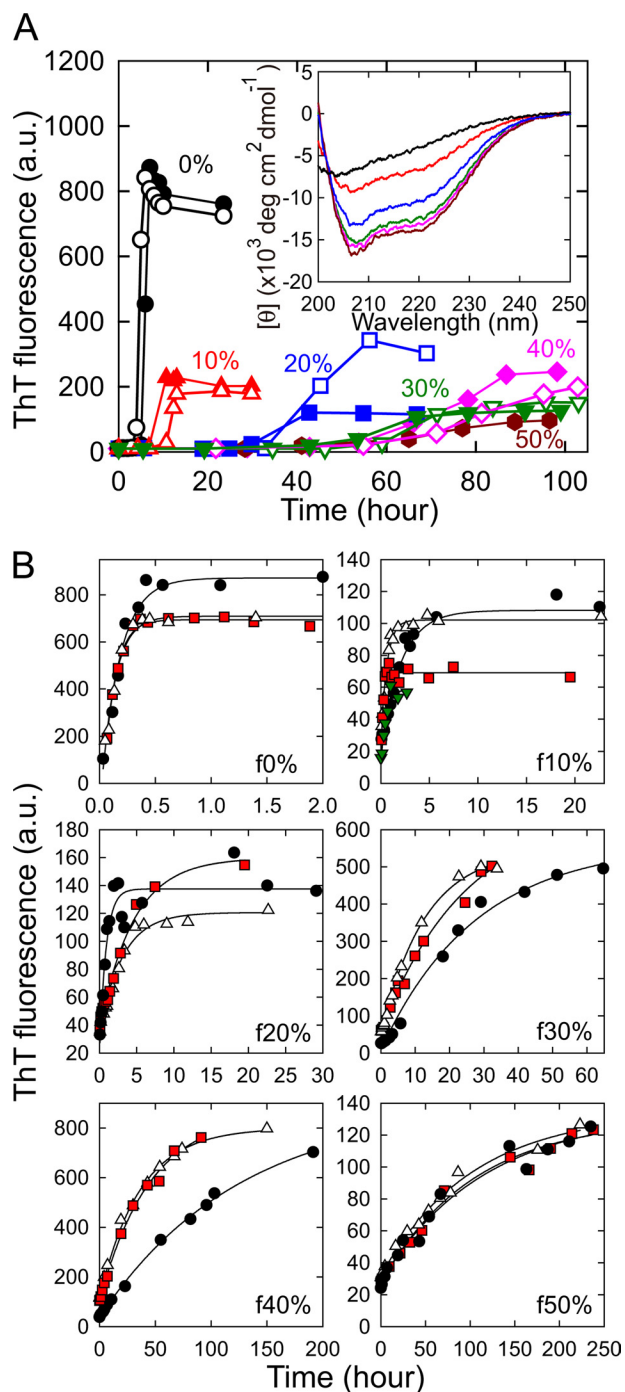 A
ThT fluorescence (a.u.)
1200
1000
800
600
400
200
0
0%
10%
20%
30%
40%
50%
0 20 40 60 80 100
Time (hour)
[θ] (x10³ deg cm² dmol⁻¹)
5
0
-5
-10
-15
-20
200 210 220 230 240 250
Wavelength (nm)
B
ThT fluorescence (a.u.)
800
600
400
200
0
0.0 0.5 1.0 1.5 2.0
f0%
140
120
100
80
60
40
20
0
0 5 10 15 20
f10%
180
160
140
120
100
80
60
40
20
0 5 10 15 20 25 30
f20%
600
500
400
300
200
100
0
0 10 20 30 40 50 60
f30%
800
600
400
200
0
0 50 100 150 200
f40%
140
120
100
80
60
40
20
0
0 50 100 150 200 250
f50%
Time (hour)